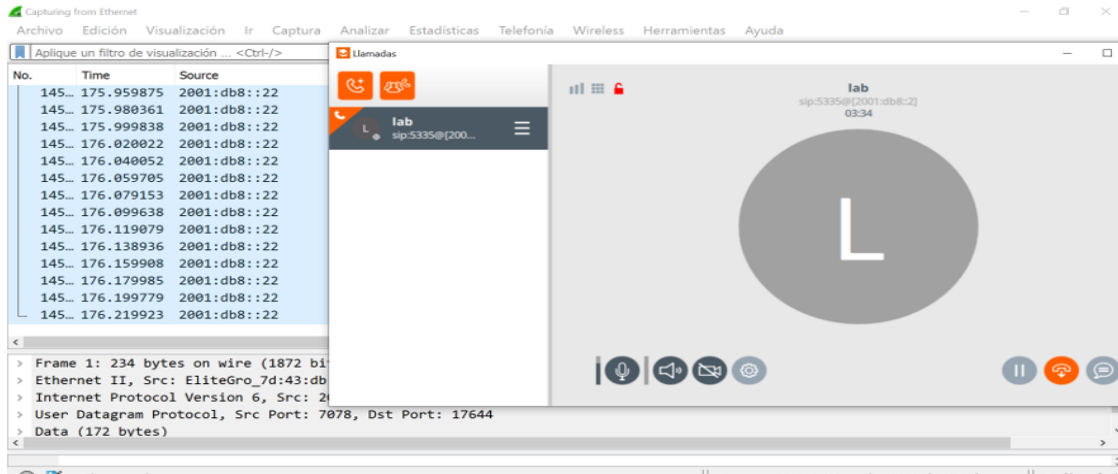 Capturing from Ethernet
Archivo Edición Visualización Ir Captura Analizar Estadísticas Telefonía Wireless Herramientas Ayuda
Aplique un filtro de visualización ... <Ctrl-/>
No. Time Source
145... 175.959875 2001:db8::22
145... 175.980361 2001:db8::22
145... 175.999838 2001:db8::22
145... 176.020022 2001:db8::22
145... 176.040052 2001:db8::22
145... 176.059705 2001:db8::22
145... 176.079153 2001:db8::22
145... 176.099638 2001:db8::22
145... 176.119079 2001:db8::22
145... 176.138936 2001:db8::22
145... 176.159908 2001:db8::22
145... 176.179985 2001:db8::22
145... 176.199779 2001:db8::22
145... 176.219923 2001:db8::22
Frame 1: 234 bytes on wire (1872 bi
Ethernet II, Src: EliteGro_7d:43:db
Internet Protocol Version 6, Src: 2
User Datagram Protocol, Src Port: 7078, Dst Port: 17644
Data (172 bytes)
Llamadas
L
lab
sip:5335@[200...
lab
sip:5335@[2001:db8::2]
03:34
L